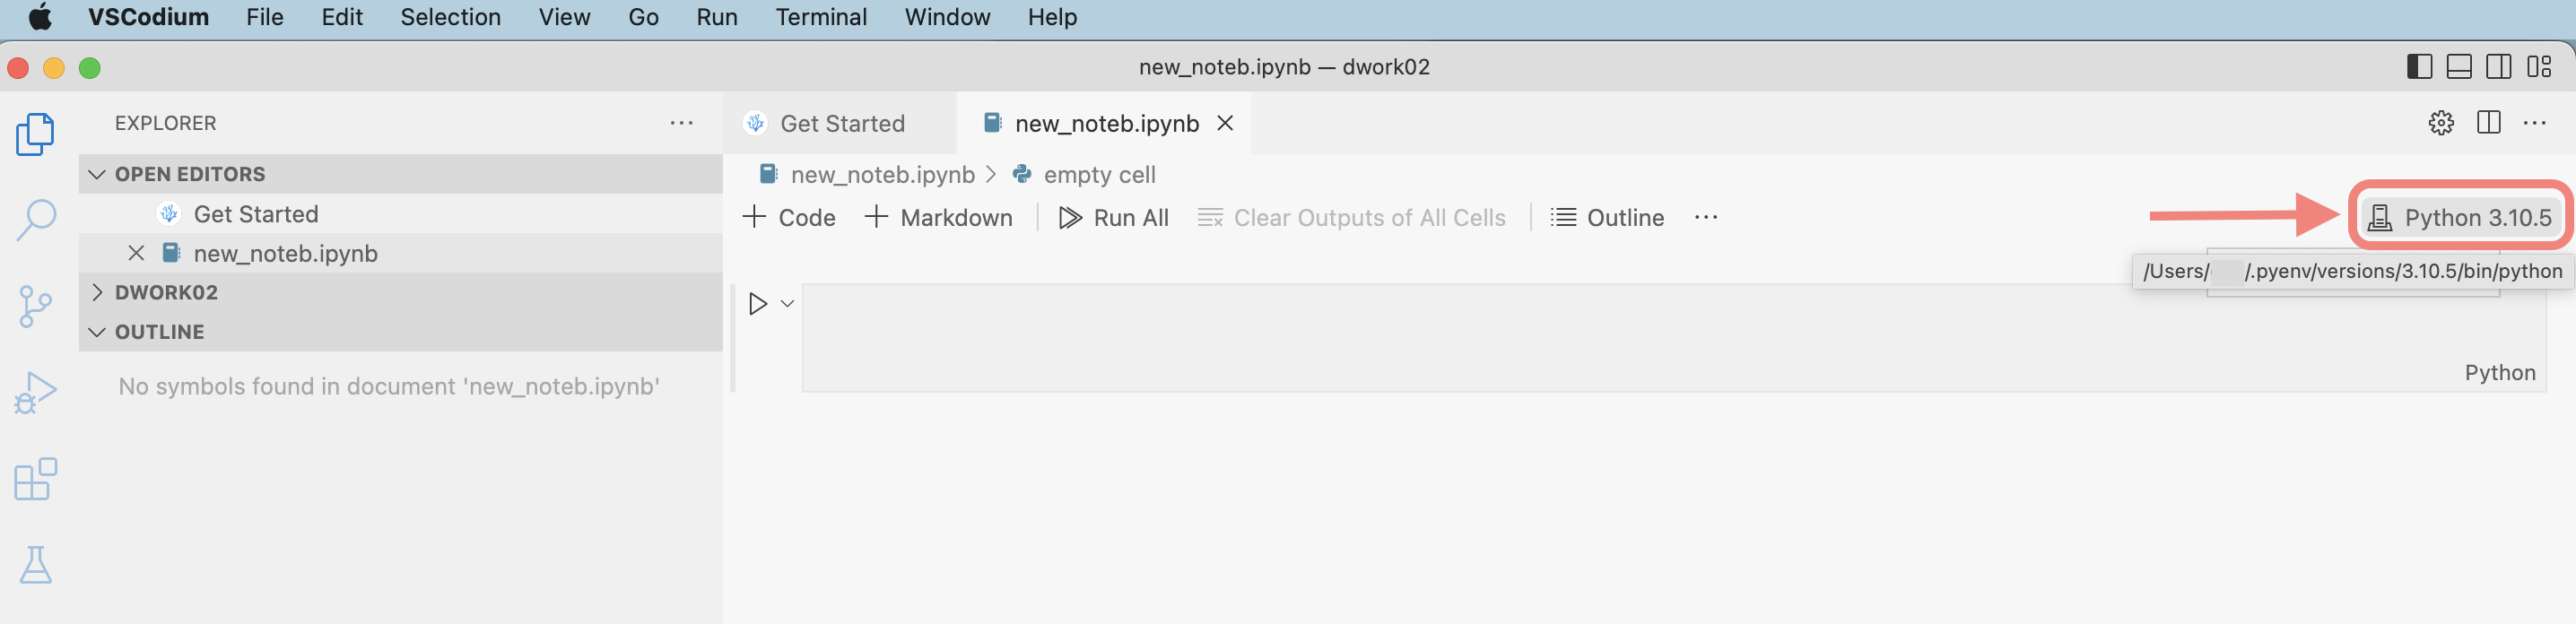 VSCodium File Edit Selection View Go Run Terminal Window Help
new_noteb.ipynb — dwork02
EXPLORER
Get Started
new_noteb.ipynb
OPEN EDITORS
Get Started
new_noteb.ipynb
DWORK02
OUTLINE
No symbols found in document 'new_noteb.ipynb'
new_noteb.ipynb > empty cell
+ Code + Markdown Run All Clear Outputs of All Cells Outline ...
Python 3.10.5
/Users/ /.pyenv/versions/3.10.5/bin/python
Python